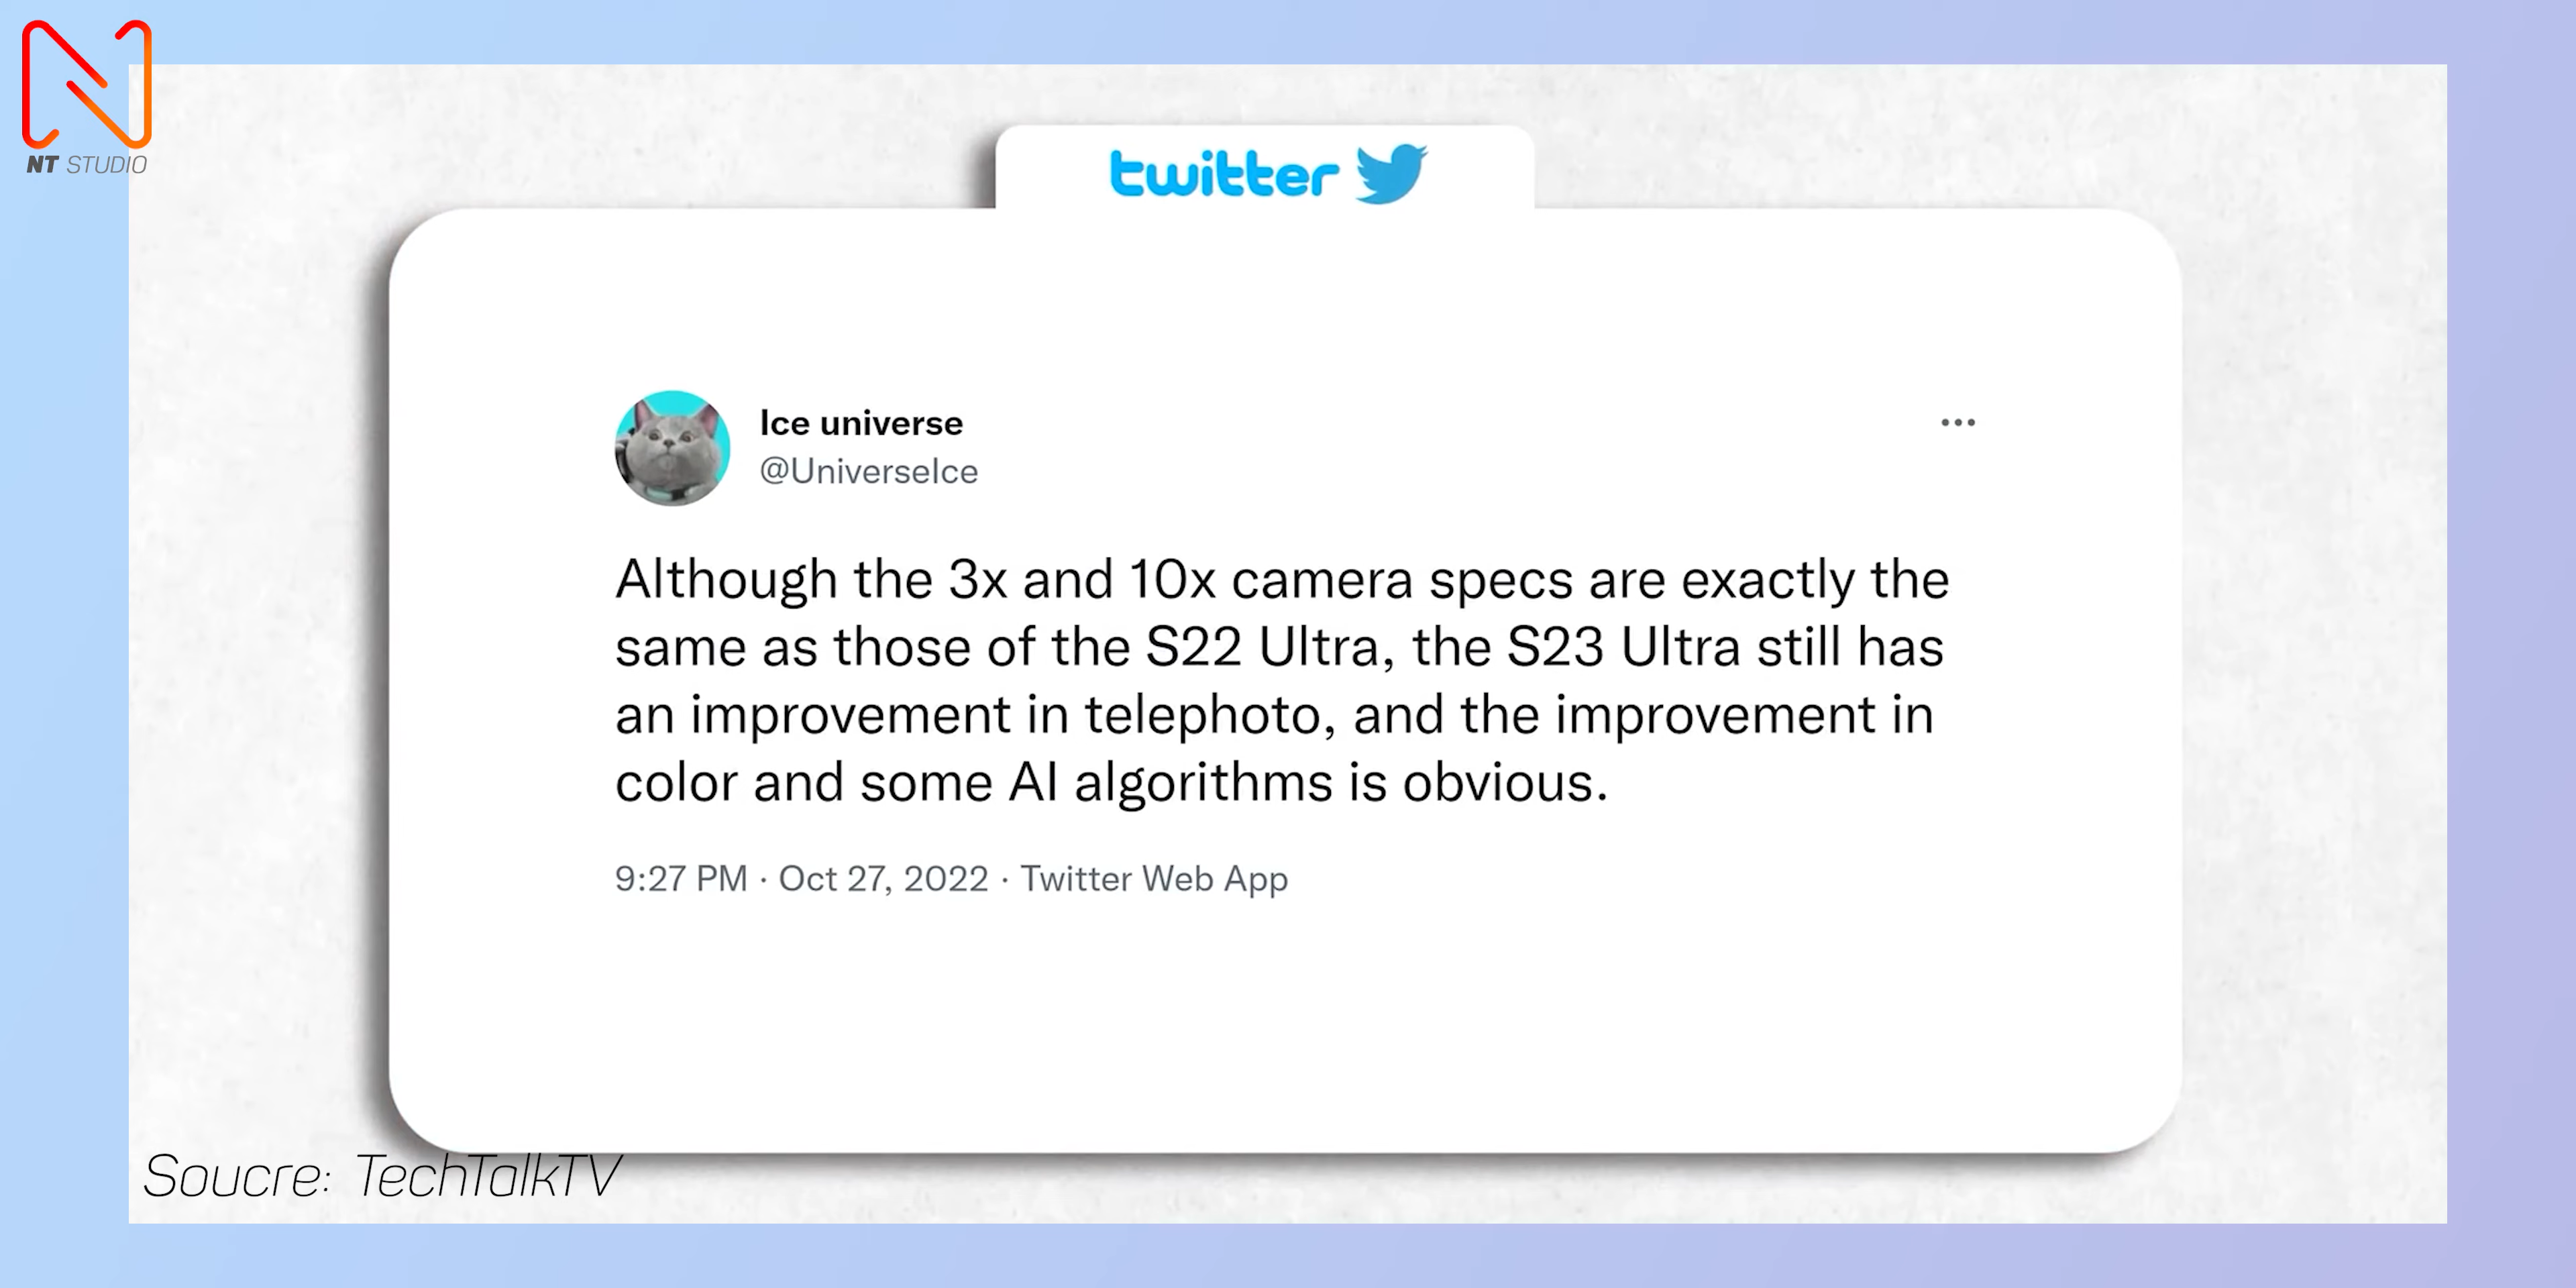 NT STUDIO
twitter
Ice universe
@UniverseIce
Although the 3x and 10x camera specs are exactly the
same as those of the S22 Ultra, the S23 Ultra still has
an improvement in telephoto, and the improvement in
color and some AI algorithms is obvious.
9:27 PM · Oct 27, 2022 · Twitter Web App
Soucre: TechTalkTV